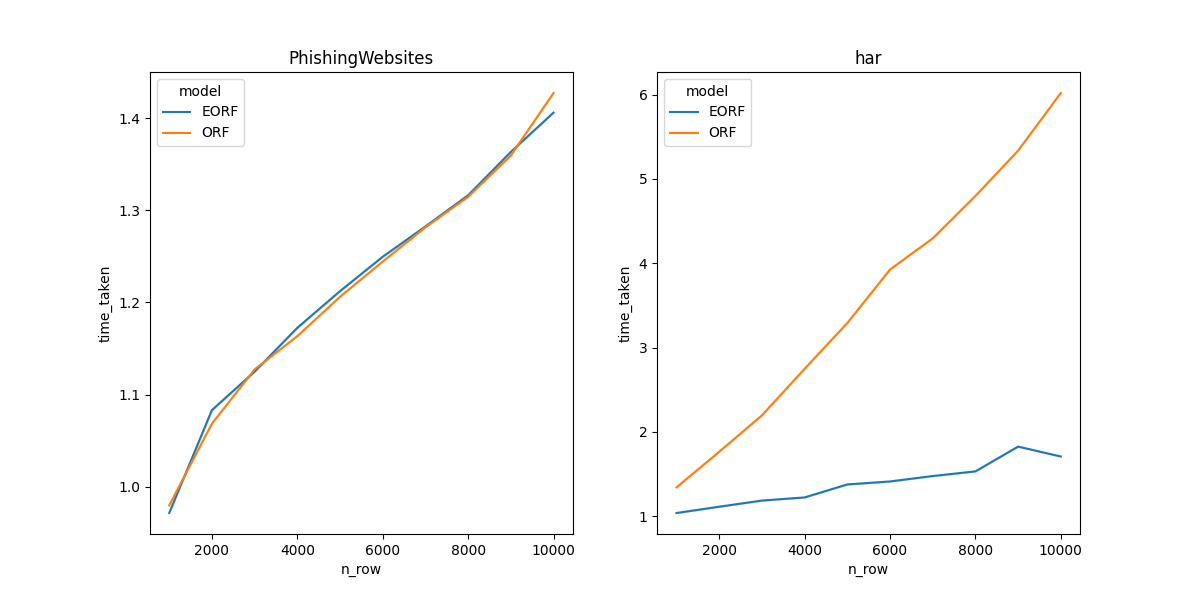 PhishingWebsites
model
EORF
ORF
1.4
1.3
1.2
1.1
1.0
time_taken
2000 4000 6000 8000 10000
n_row
har
model
EORF
ORF
6
5
4
3
2
1
time_taken
2000 4000 6000 8000 10000
n_row